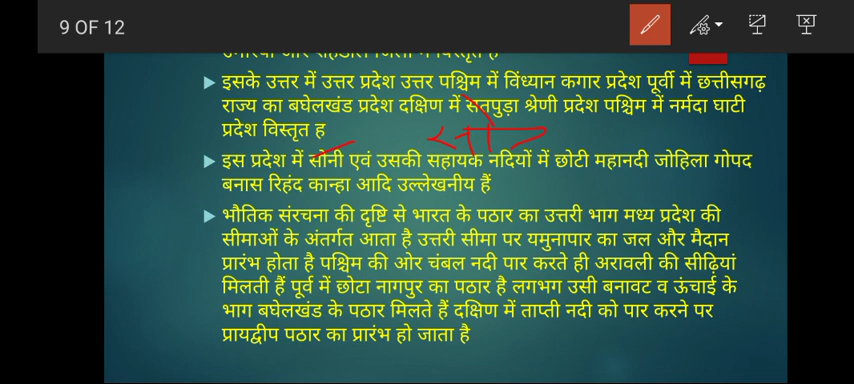 9 OF 12
इसके उत्तर में उत्तर प्रदेश उत्तर पश्चिम में विंध्यान कगार प्रदेश पूर्वी में छत्तीसगढ़
राज्य का बघेलखंड प्रदेश दक्षिण में सतपुड़ा श्रेणी प्रदेश पश्चिम में नर्मदा घाटी
प्रदेश विस्तृत ह
इस प्रदेश में सोनी एवं उसकी सहायक नदियों में छोटी महानदी जोहिला गोपद
बनास रिहंद कान्हा आदि उल्लेखनीय हैं
भौतिक संरचना की दृष्टि से भारत के पठार का उत्तरी भाग मध्य प्रदेश की
सीमाओं के अंतर्गत आता है उत्तरी सीमा पर यमुनापार का जल और मैदान
प्रारंभ होता है पश्चिम की ओर चंबल नदी पार करते ही अरावली की सीढ़ियां
मिलती हैं पूर्व में छोटा नागपुर का पठार है लगभग उसी बनावट व ऊंचाई के
भाग बघेलखंड के पठार मिलते हैं दक्षिण में ताप्ती नदी को पार करने पर
प्रायद्वीप पठार का प्रारंभ हो जाता है